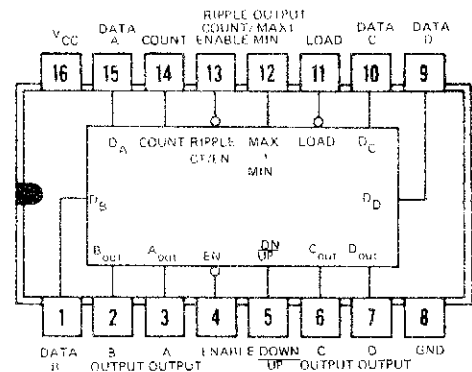 RIPPLE OUTPUT
VCC DATA COUNT/ MAX/ DATA DATA
A COUNT ENABLE MIN LOAD C D
16 15 14 13 12 11 10 9
DA COUNT RIPPLE MAX LOAD DC
CT/EN /
MIN
DB DD
Bout Aout EN DN Cout Dout
UP
1 2 3 4 5 6 7 8
DATA B A ENABLE DOWN C D GND
B OUTPUT OUTPUT UP OUTPUT OUTPUT